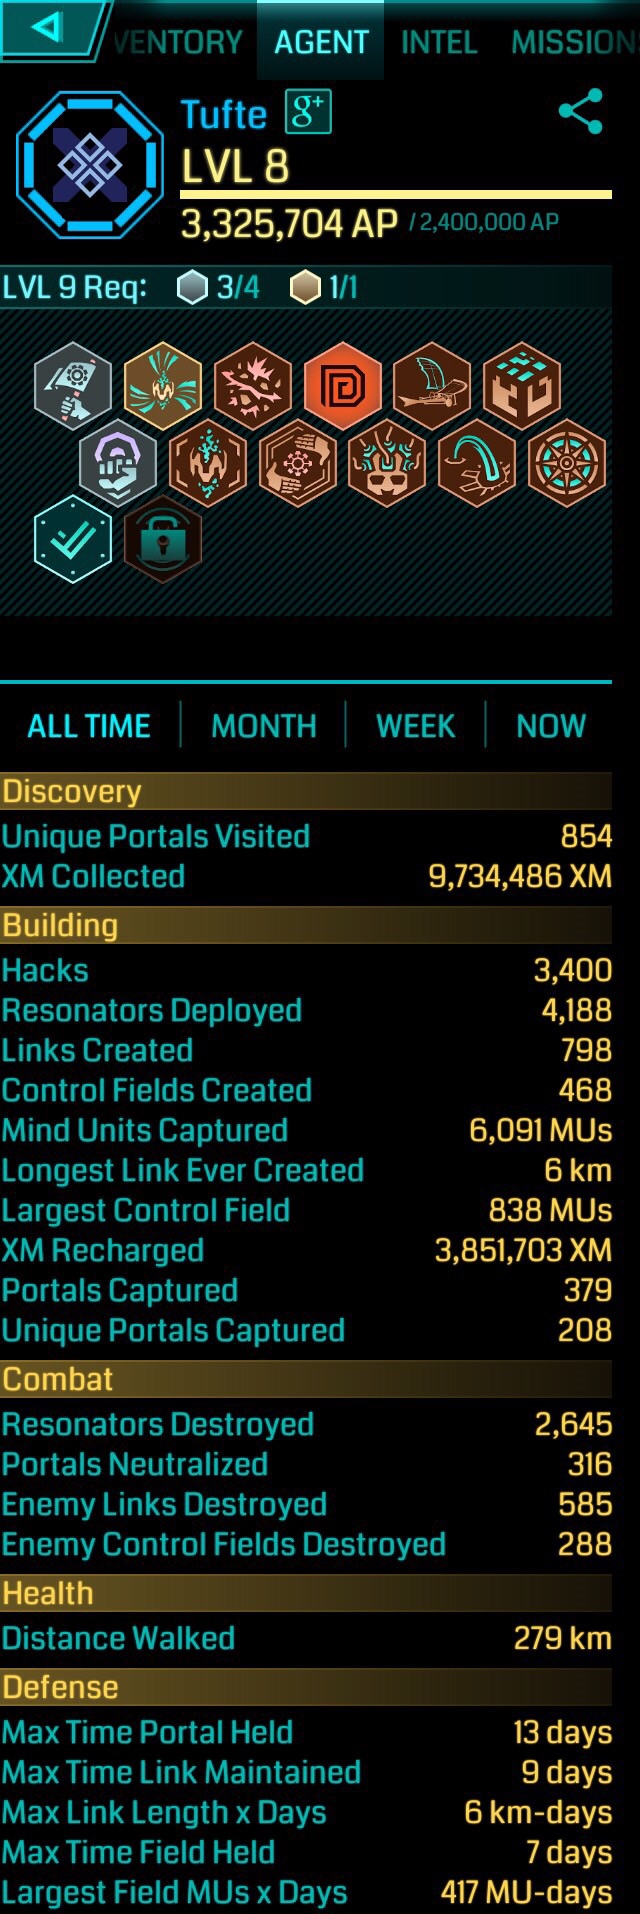 VENTORY AGENT INTEL MISSION
Tufte g+
LVL 8
3,325,704 AP / 2,400,000 AP
LVL 9 Req: 3/4 1/1
ALL TIME MONTH WEEK NOW
Discovery
Unique Portals Visited 854
XM Collected 9,734,486 XM
Building
Hacks 3,400
Resonators Deployed 4,188
Links Created 798
Control Fields Created 468
Mind Units Captured 6,091 MUs
Longest Link Ever Created 6 km
Largest Control Field 838 MUs
XM Recharged 3,851,703 XM
Portals Captured 379
Unique Portals Captured 208
Combat
Resonators Destroyed 2,645
Portals Neutralized 316
Enemy Links Destroyed 585
Enemy Control Fields Destroyed 288
Health
Distance Walked 279 km
Defense
Max Time Portal Held 13 days
Max Time Link Maintained 9 days
Max Link Length x Days 6 km-days
Max Time Field Held 7 days
Largest Field MUs x Days 417 MU-days